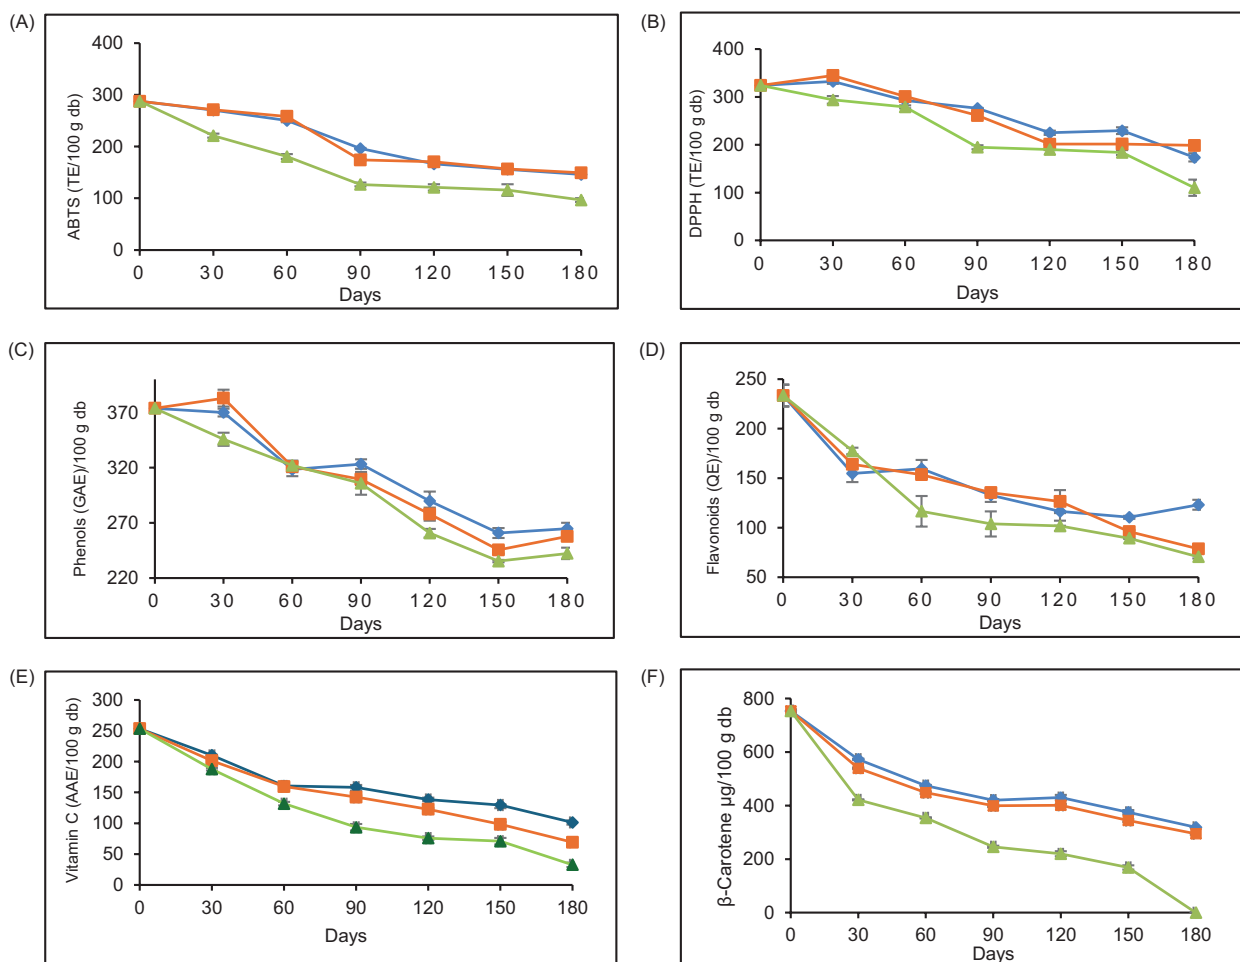 (A)
ABTS (TE/100 g db)
400
300
200
100
0
0 30 60 90 120 150 180
Days
(B)
DPPH (TE/100 g db)
400
300
200
100
0
0 30 60 90 120 150 180
Days
(C)
Phenols (GAE)/100 g db
370
320
270
220
0 30 60 90 120 150 180
Days
(D)
Flavonoids (QE)/100 g db
250
200
150
100
50
0 30 60 90 120 150 180
Days
(E)
Vitamin C (AAE/100 g db)
300
250
200
150
100
50
0
0 30 60 90 120 150 180
Days
(F)
β-Carotene µg/100 g db
800
600
400
200
0
0 30 60 90 120 150 180
Days